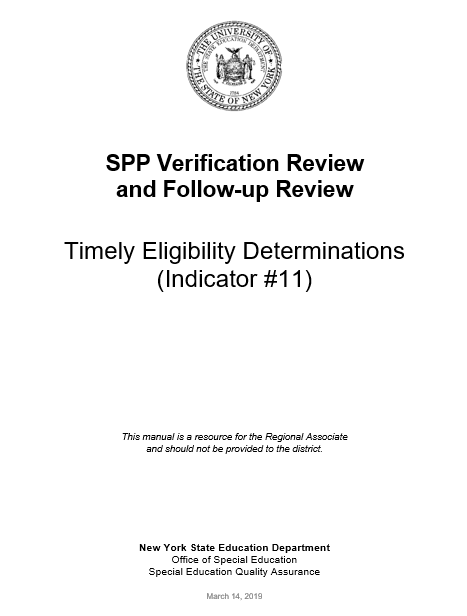 THE UNIVERSITY OF
THE STATE EDUCATION DEPARTMENT
THE STATE OF NEW YORK
SPP Verification Review
and Follow-up Review
Timely Eligibility Determinations
(Indicator #11)
This manual is a resource for the Regional Associate
and should not be provided to the district.
New York State Education Department
Office of Special Education
Special Education Quality Assurance
March 14, 2019